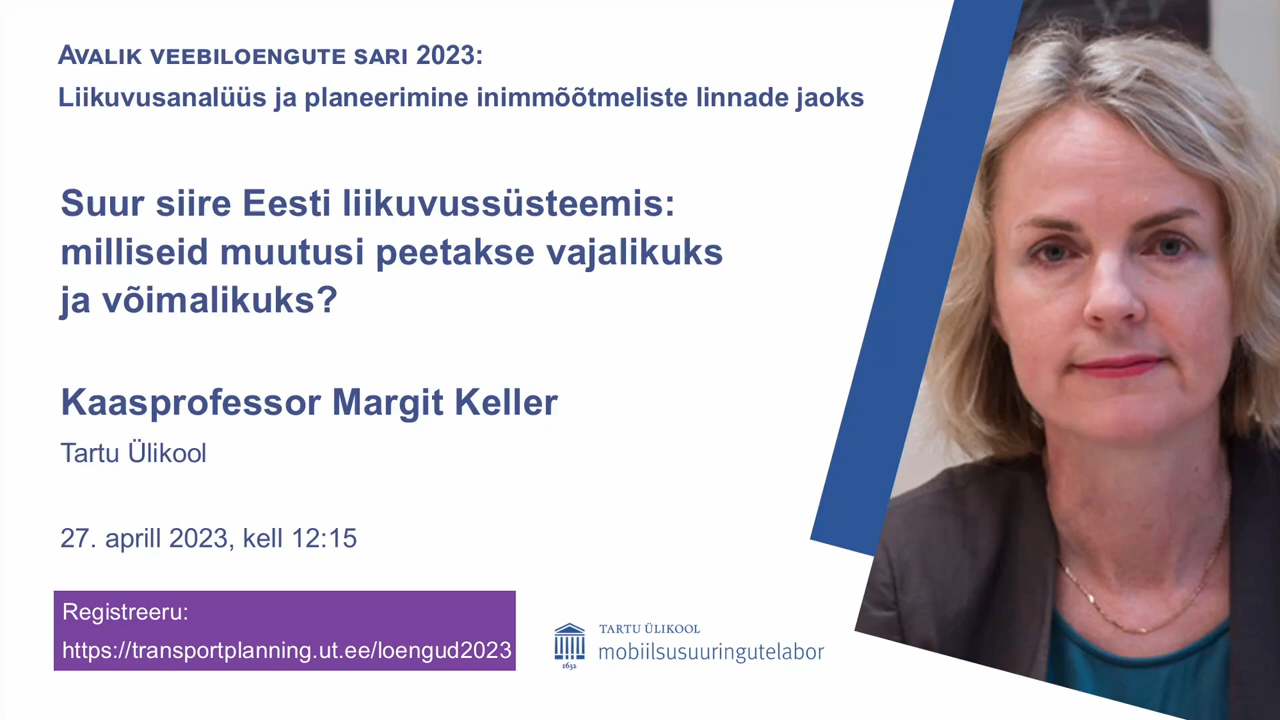 AVALIK VEEBILOENGUTE SARI 2023:
Liikuvusanalüüs ja planeerimine inimmõõtmeliste linnade jaoks
Suur siire Eesti liikuvussüsteemis:
milliseid muutusi peetakse vajalikuks
ja võimalikuks?
Kaasprofessor Margit Keller
Tartu Ülikool
27. aprill 2023, kell 12:15
Registreeru:
https://transportplanning.ut.ee/loengud2023
TARTU ÜLIKOOL
mobiilsusuuringutelabor
1632